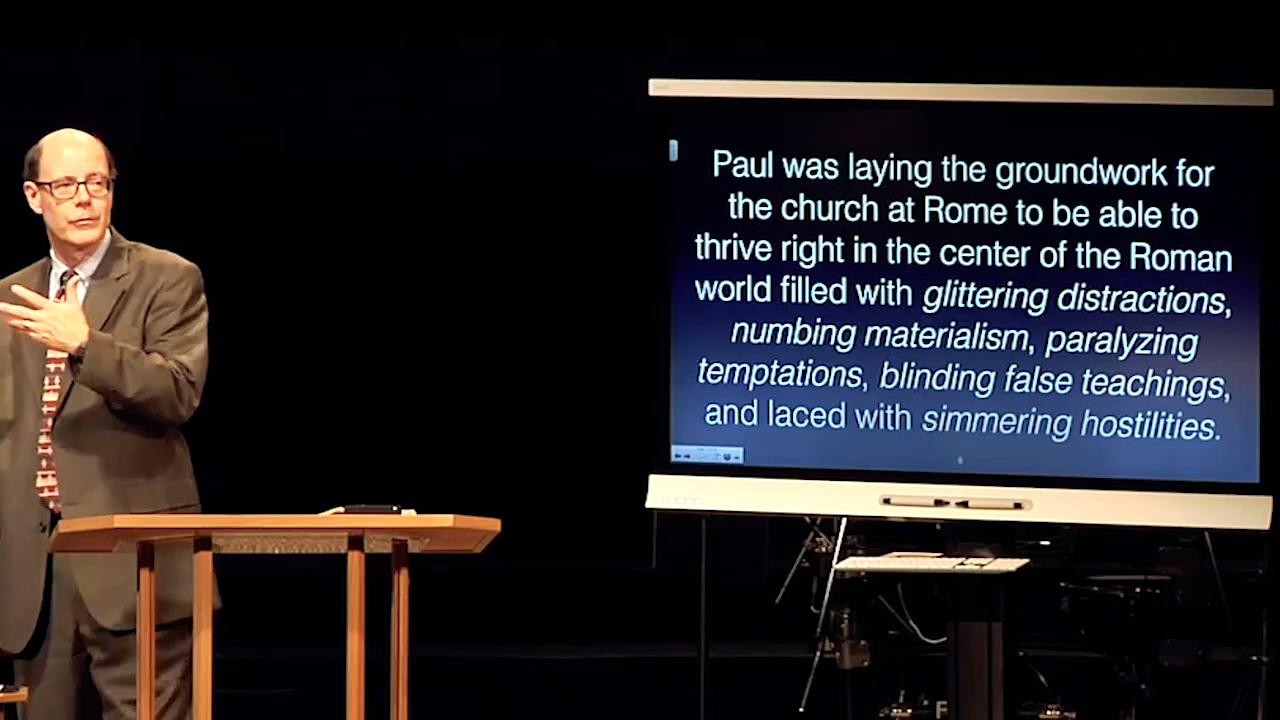 Paul was laying the groundwork for
the church at Rome to be able to
thrive right in the center of the Roman
world filled with glittering distractions,
numbing materialism, paralyzing
temptations, blinding false teachings,
and laced with simmering hostilities.